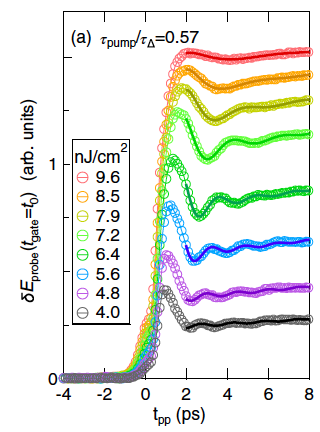 (a) τpump/τΔ=0.57
δEprobe (tgate=t0) (arb. units)
1
0
nJ/cm²
9.6
8.5
7.9
7.2
6.4
5.6
4.8
4.0
-4 -2 0 2 4 6 8
tpp (ps)